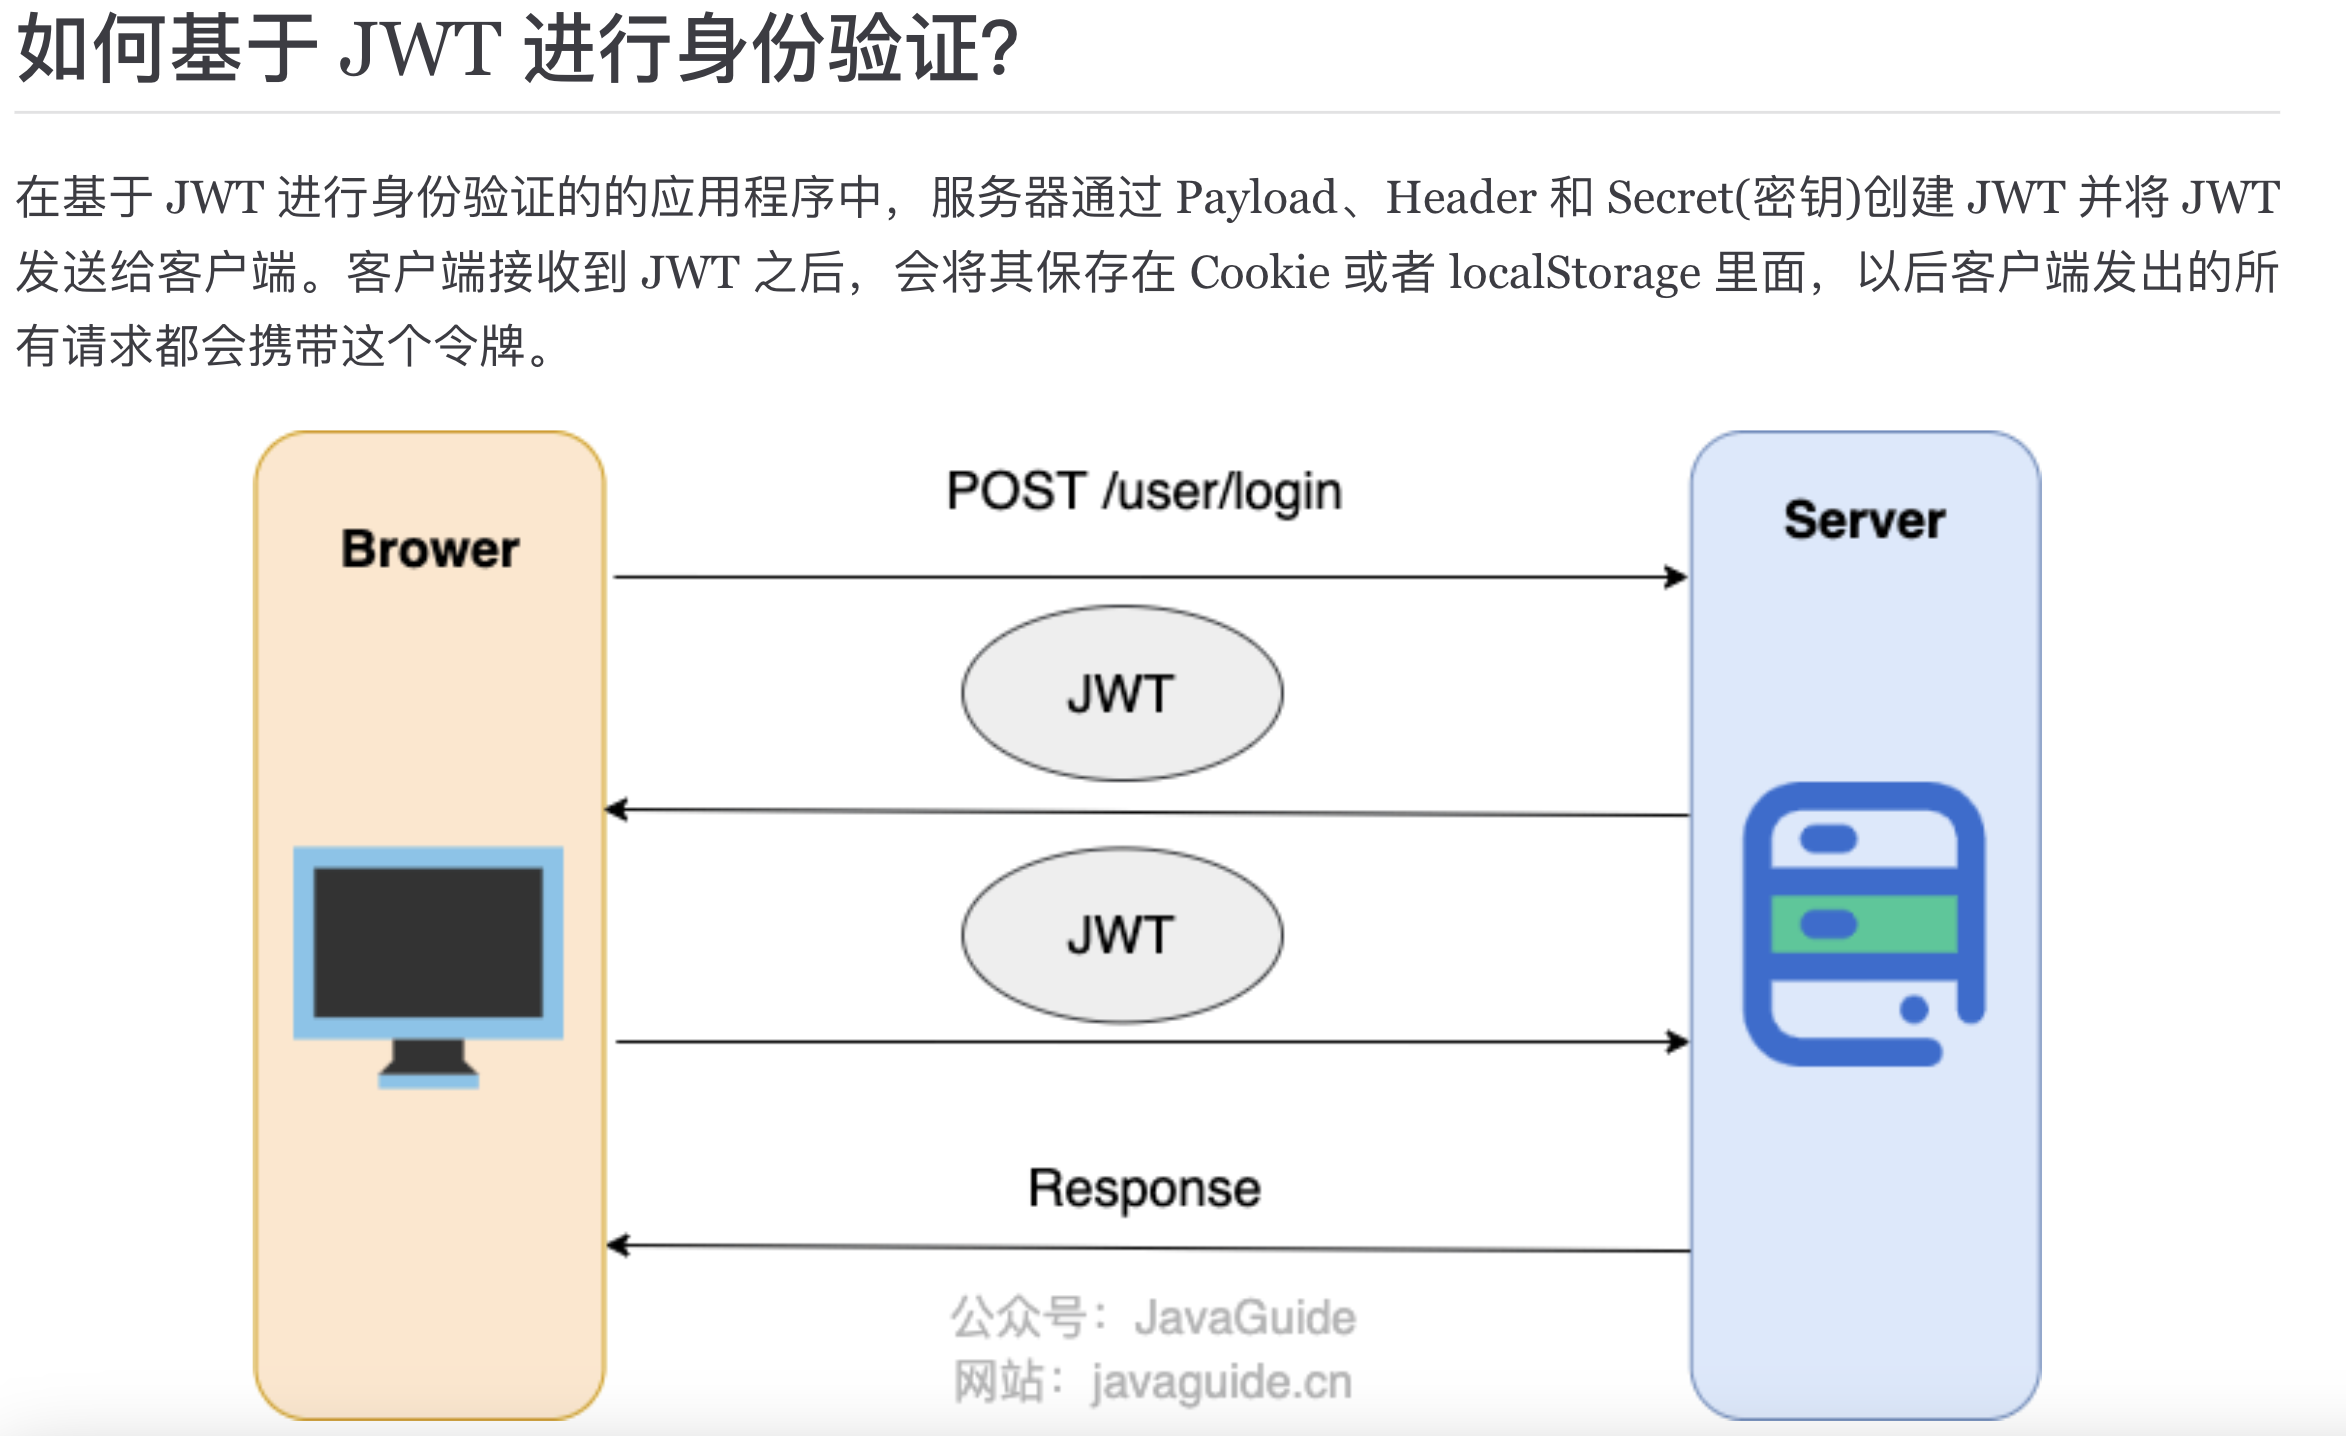 如何基于 JWT 进行身份验证？
在基于 JWT 进行身份验证的的应用程序中，服务器通过 Payload、Header 和 Secret(密钥)创建 JWT 并将 JWT
发送给客户端。客户端接收到 JWT 之后，会将其保存在 Cookie 或者 localStorage 里面，以后客户端发出的所
有请求都会携带这个令牌。
POST /user/login
Brower
Server
JWT
JWT
Response
公众号：JavaGuide
网站：javaguide.cn